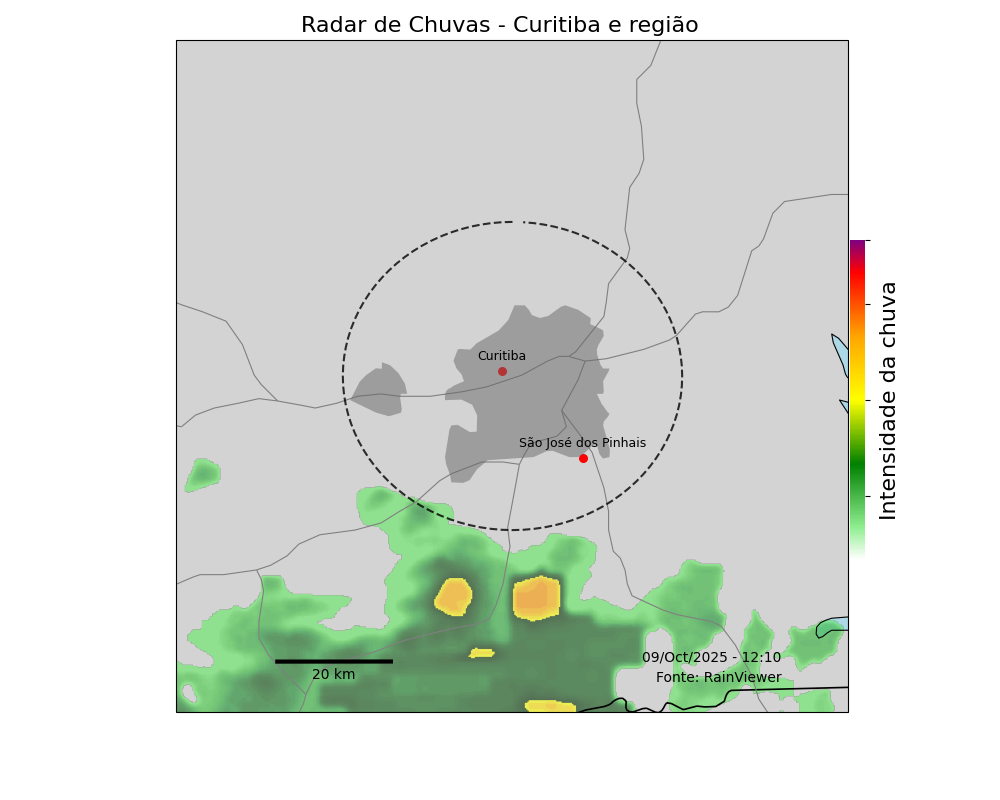 Radar de Chuvas - Curitiba e região
Curitiba
São José dos Pinhais
Intensidade da chuva
09/Oct/2025 - 12:10
20 km
Fonte: RainViewer